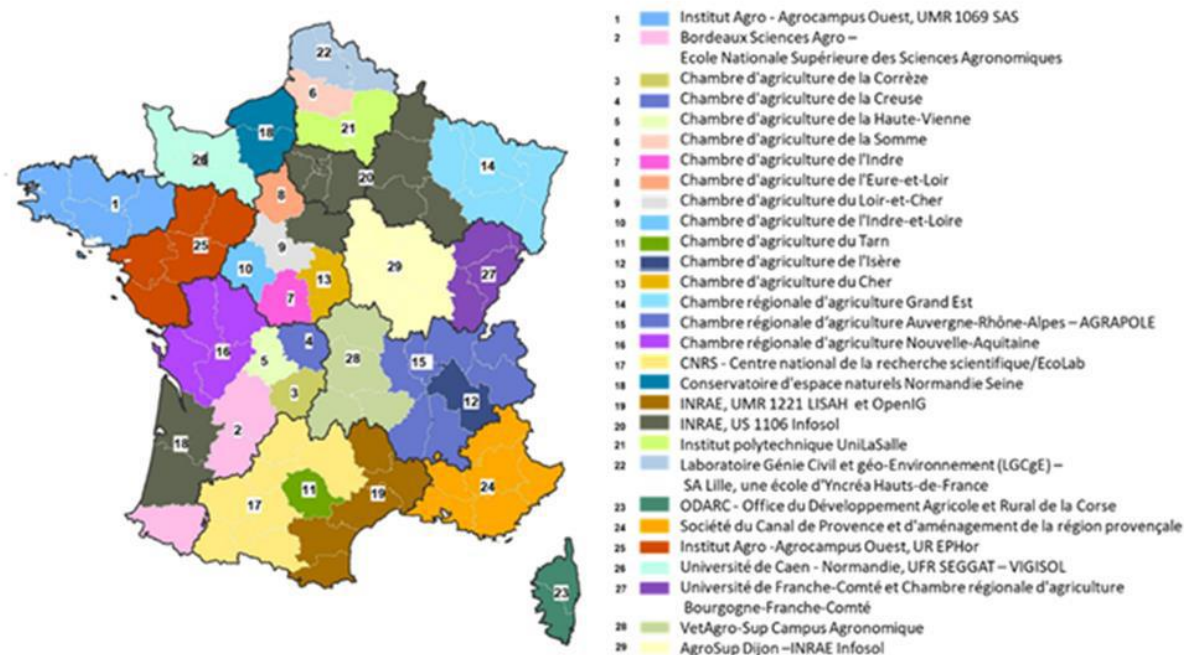 22
6
21
18
20
14
26
8
1
20
25
9
29
27
10
13
7
16
5
4
28
15
3
12
2
18
11
19
17
24
23
1 Institut Agro - Agrocampus Ouest, UMR 1069 SAS
2 Bordeaux Sciences Agro –
Ecole Nationale Supérieure des Sciences Agronomiques
3 Chambre d'agriculture de la Corrèze
4 Chambre d'agriculture de la Creuse
5 Chambre d'agriculture de la Haute-Vienne
6 Chambre d'agriculture de la Somme
7 Chambre d'agriculture de l'Indre
8 Chambre d'agriculture de l'Eure-et-Loir
9 Chambre d'agriculture du Loir-et-Cher
10 Chambre d'agriculture de l'Indre-et-Loire
11 Chambre d'agriculture du Tarn
12 Chambre d'agriculture de l'Isère
13 Chambre d'agriculture du Cher
14 Chambre régionale d'agriculture Grand Est
15 Chambre régionale d'agriculture Auvergne-Rhône-Alpes – AGRAPOLE
16 Chambre régionale d'agriculture Nouvelle-Aquitaine
17 CNRS - Centre national de la recherche scientifique/EcoLab
18 Conservatoire d'espace naturels Normandie Seine
19 INRAE, UMR 1221 LISAH et OpenIG
20 INRAE, US 1106 Infosol
21 Institut polytechnique UniLaSalle
22 Laboratoire Génie Civil et géo-Environnement (LGCgE) –
SA Lille, une école d'Yncréa Hauts-de-France
23 ODARC - Office du Développement Agricole et Rural de la Corse
24 Société du Canal de Provence et d'aménagement de la région provençale
25 Institut Agro -Agrocampus Ouest, UR EPHor
26 Université de Caen - Normandie, UFR SEGGAT – VIGISOL
27 Université de Franche-Comté et Chambre régionale d'agriculture
Bourgogne-Franche-Comté
28 VetAgro-Sup Campus Agronomique
29 AgroSup Dijon –INRAE Infosol